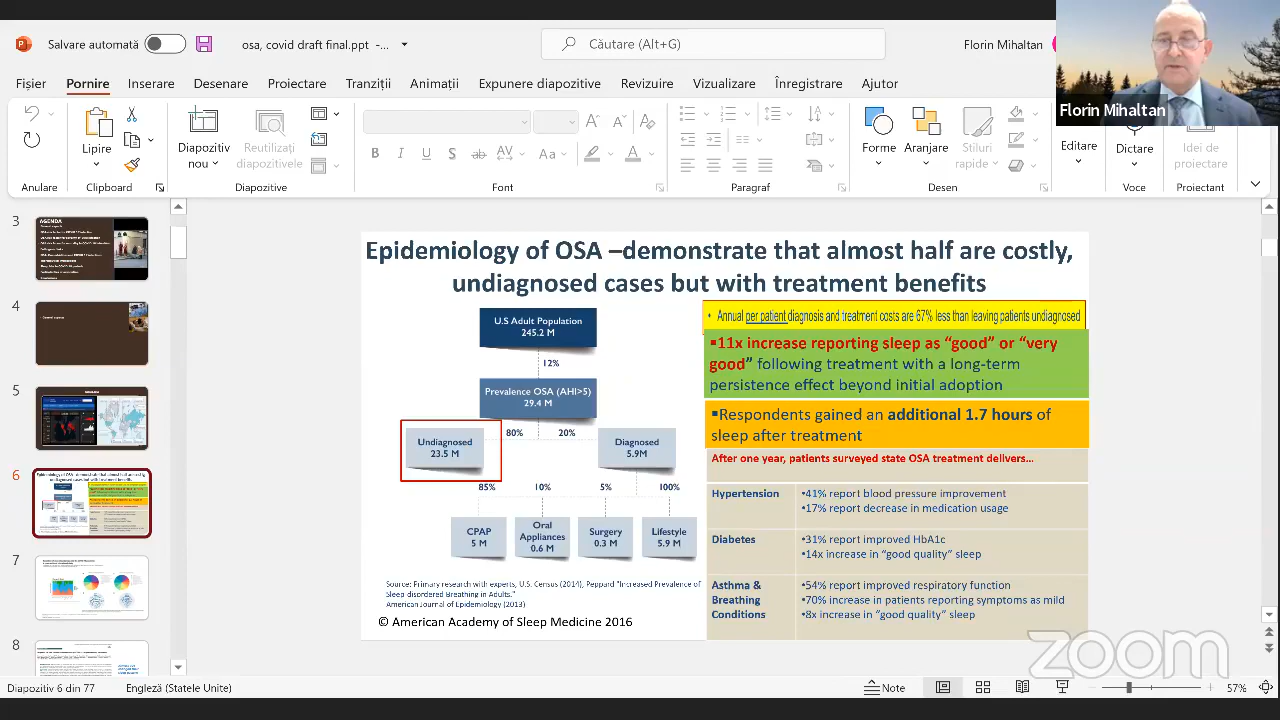 Salvare automată
osa, covid draft final.ppt -...
Căutare (Alt+G)
Florin Mihaltan
Fișier
Pornire
Inserare
Desenare
Proiectare
Tranziții
Animații
Expunere diapozitive
Revizuire
Vizualizare
Înregistrare
Ajutor
Florin Mihaltan
Lipire
Diapozitiv
nou
Reutilizați
diapozitivele
Forme
Aranjare
Stiluri
rapide
Editare
Dictare
Idei de
proiectare
Anulare
Clipboard
Diapozitive
Font
Paragraf
Desen
Voce
Proiectant
3
AGENDA
4
5
6
7
8
Epidemiology of OSA –demonstrate that almost half are costly,
undiagnosed cases but with treatment benefits
U.S Adult Population
245.2 M
12%
Prevalence OSA (AHI>5)
29.4 M
80%
20%
Undiagnosed
23.5 M
Diagnosed
5.9M
85%
10%
5%
100%
CPAP
5 M
Oral
Appliances
0.6 M
Surgery
0.3 M
Lifestyle
5.9 M
Source: Primary research with experts, U.S. Census (2014), Peppard "Increased Prevalence of
Sleep disordered Breathing in Adults."
American Journal of Epidemiology (2013)
© American Academy of Sleep Medicine 2016
• Annual per patient diagnosis and treatment costs are 67% less than leaving patients undiagnosed
▪11x increase reporting sleep as “good” or “very
good” following treatment with a long-term
persistence effect beyond initial adoption
▪Respondents gained an additional 1.7 hours of
sleep after treatment
After one year, patients surveyed state OSA treatment delivers…
Hypertension
•41% report blood pressure improvement
•17% report decrease in medication usage
Diabetes
•31% report improved HbA1c
•14x increase in “good quality” sleep
Asthma &
Breathing
Conditions
•54% report improved respiratory function
•70% increase in patients reporting symptoms as mild
•8x increase in “good quality” sleep
zoom
Diapozitiv 6 din 77
Engleză (Statele Unite)
Note
57%